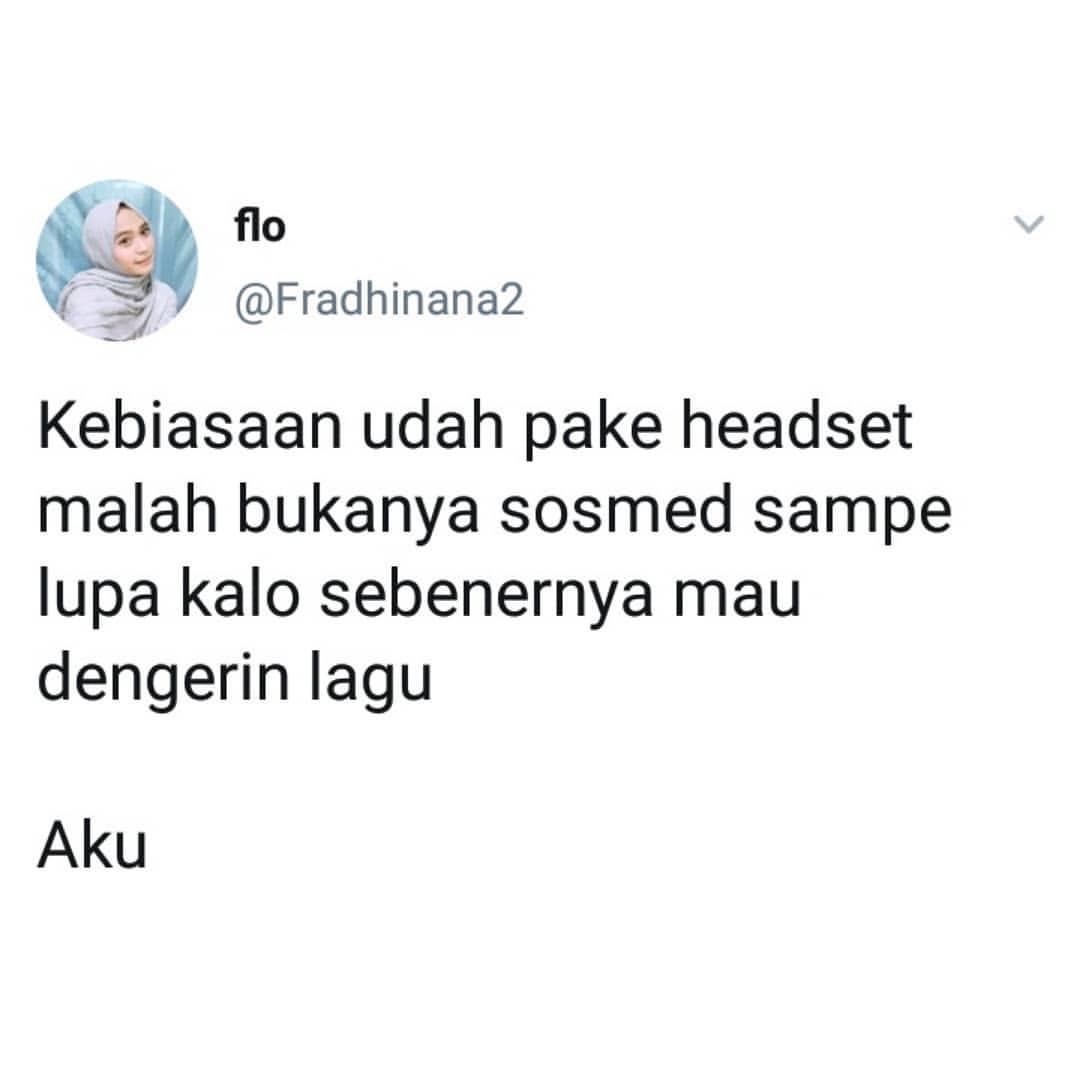 flo
@Fradhinana2
Kebiasaan udah pake headset
malah bukanya sosmed sampe
lupa kalo sebenernya mau
dengerin lagu
Aku